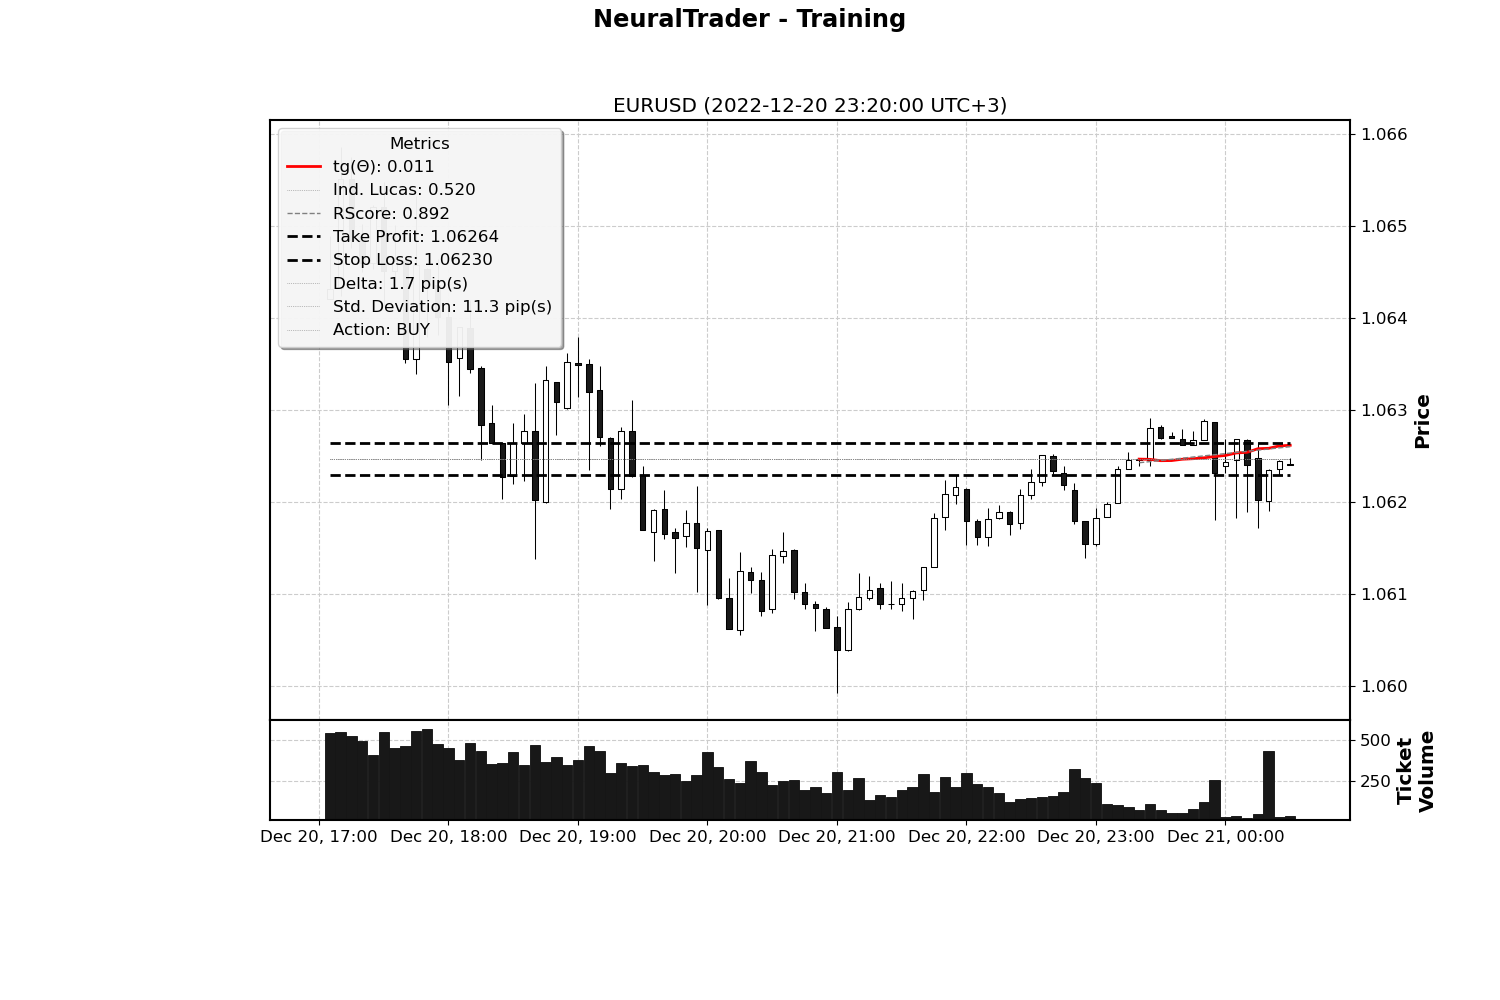 NeuralTrader - Training
EURUSD (2022-12-20 23:20:00 UTC+3)
Metrics
tg(Θ): 0.011
Ind. Lucas: 0.520
RScore: 0.892
Take Profit: 1.06264
Stop Loss: 1.06230
Delta: 1.7 pip(s)
Std. Deviation: 11.3 pip(s)
Action: BUY
1.066
1.065
1.064
1.063
1.062
1.061
1.060
Price
500
250
Ticket
Volume
Dec 20, 17:00 Dec 20, 18:00 Dec 20, 19:00 Dec 20, 20:00 Dec 20, 21:00 Dec 20, 22:00 Dec 20, 23:00 Dec 21, 00:00